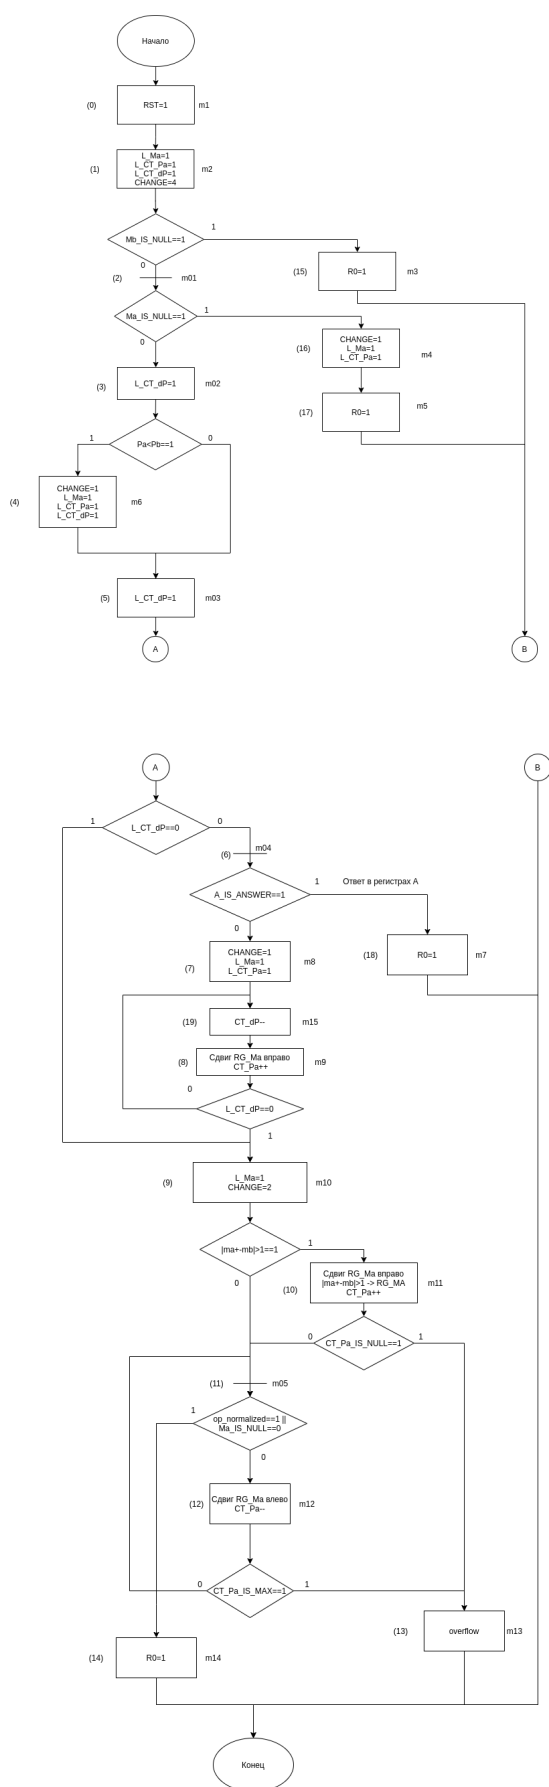 Начало
(0)
RST=1
m1
(1)
L_Ma=1
L_CT_Pa=1
L_CT_dP=1
CHANGE=4
m2
Mb_IS_NULL==1
1
0
(2)
m01
(15)
R0=1
m3
Ma_IS_NULL==1
1
0
(16)
CHANGE=1
L_Ma=1
L_CT_Pa=1
m4
(3)
L_CT_dP=1
m02
(17)
R0=1
m5
Pa<Pb==1
1
0
(4)
CHANGE=1
L_Ma=1
L_CT_Pa=1
L_CT_dP=1
m6
(5)
L_CT_dP=1
m03
A
B
A
B
L_CT_dP==0
1
0
(6)
m04
A_IS_ANSWER==1
1
Ответ в регистрах А
0
(7)
CHANGE=1
L_Ma=1
L_CT_Pa=1
m8
(18)
R0=1
m7
(19)
CT_dP--
m15
(8)
Сдвиг RG_Ma вправо
CT_Pa++
m9
0
L_CT_dP==0
1
(9)
L_Ma=1
CHANGE=2
m10
|ma+-mb|>1==1
1
0
(10)
Сдвиг RG_Ma вправо
|ma+-mb|>1 -> RG_MA
CT_Pa++
m11
0
CT_Pa_IS_NULL==1
1
(11)
m05
1
op_normalized==1 ||
Ma_IS_NULL==0
0
(12)
Сдвиг RG_Ma влево
CT_Pa--
m12
0
CT_Pa_IS_MAX==1
1
(13)
overflow
m13
(14)
R0=1
m14
Конец